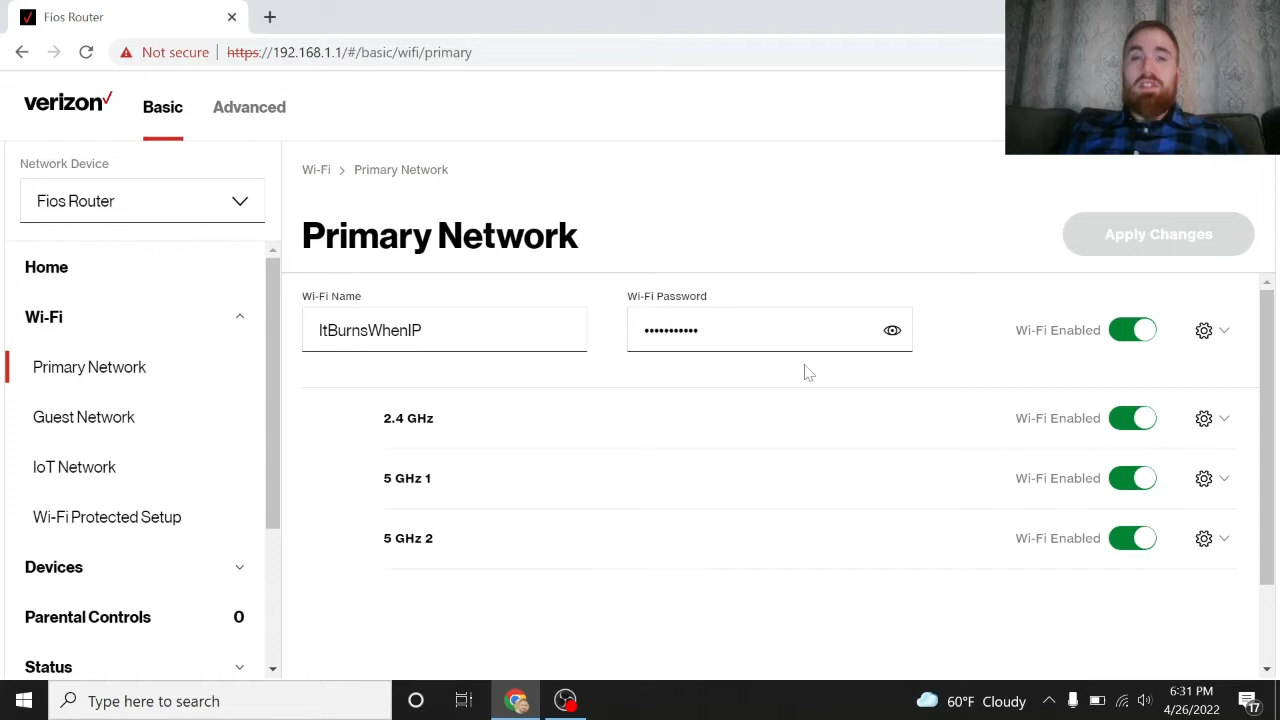 Fios Router
Not secure
https://192.168.1.1/#/basic/wifi/primary
verizon
Basic
Advanced
Network Device
Fios Router
Home
Wi-Fi
Primary Network
Guest Network
IoT Network
Wi-Fi Protected Setup
Devices
Parental Controls 0
Status
Wi-Fi > Primary Network
Primary Network
Apply Changes
Wi-Fi Name
ItBurnsWhenIP
Wi-Fi Password
•••••••••••
Wi-Fi Enabled
2.4 GHz Wi-Fi Enabled
5 GHz 1 Wi-Fi Enabled
5 GHz 2 Wi-Fi Enabled
Type here to search
60°F Cloudy
6:31 PM
4/26/2022
17